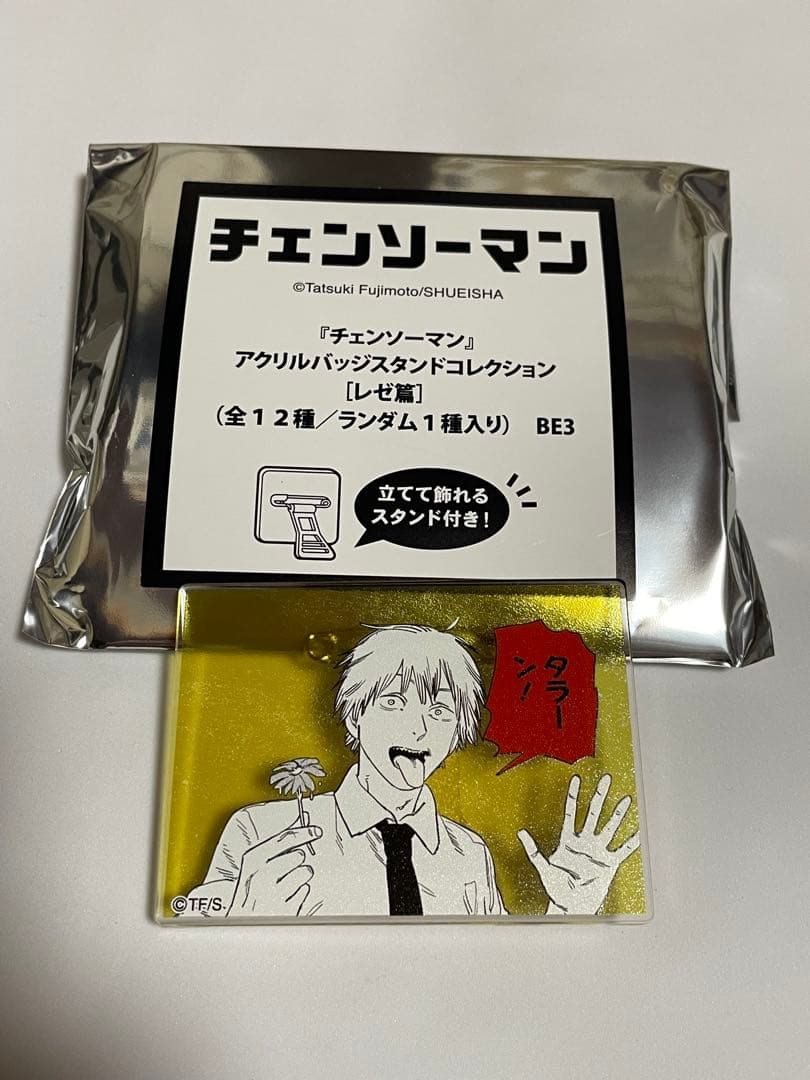 チェンソーマン
©Tatsuki Fujimoto/SHUEISHA
『チェンソーマン』
アクリルバッジスタンドコレクション
[レゼ篇]
（全１２種／ランダム１種入り） BE3
立てて飾れる
スタンド付き！
タラー
ン！
©TF/S.